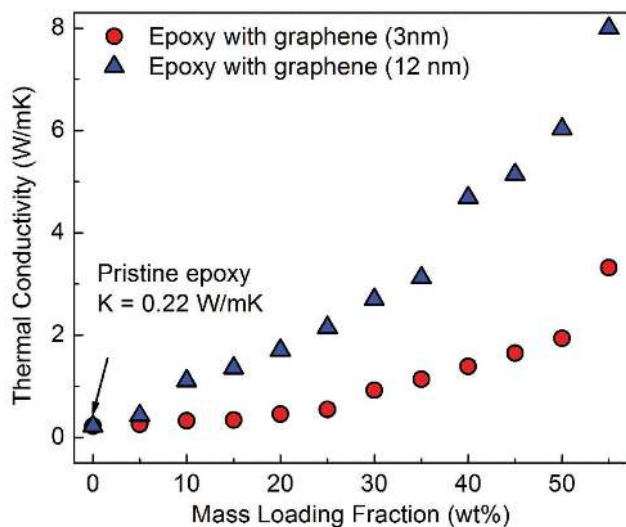 Epoxy with graphene (3nm)
Epoxy with graphene (12 nm)
8
6
4
2
0
Thermal Conductivity (W/mK)
Pristine epoxy
K = 0.22 W/mK
0 10 20 30 40 50
Mass Loading Fraction (wt%)